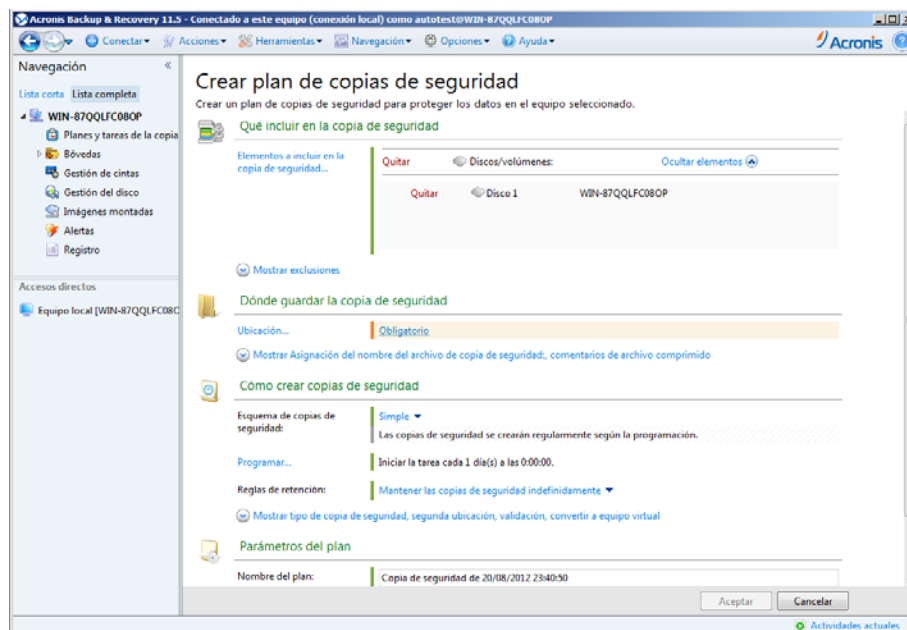 Acronis Backup & Recovery 11.5 - Conectado a este equipo (conexión local) como autotest@WIN-87QQLFC08OP
Conectar Acciones Herramientas Navegación Opciones Ayuda
Acronis
Navegación
Lista corta Lista completa
WIN-87QQLFC08OP
Planes y tareas de la copia
Bóvedas
Gestión de cintas
Gestión del disco
Imágenes montadas
Alertas
Registro
Accesos directos
Equipo local [WIN-87QQLFC08O
Crear plan de copias de seguridad
Crear un plan de copias de seguridad para proteger los datos en el equipo seleccionado.
Qué incluir en la copia de seguridad
Elementos a incluir en la
copia de seguridad...
Quitar Discos/volúmenes: Ocultar elementos
Quitar Disco 1 WIN-87QQLFC08OP
Mostrar exclusiones
Dónde guardar la copia de seguridad
Ubicación... Obligatorio
Mostrar Asignación del nombre del archivo de copia de seguridad:, comentarios de archivo comprimido
Cómo crear copias de seguridad
Esquema de copias de
seguridad:
Simple
Las copias de seguridad se crearán regularmente según la programación.
Programar... Iniciar la tarea cada 1 día(s) a las 0:00:00.
Reglas de retención: Mantener las copias de seguridad indefinidamente
Mostrar tipo de copia de seguridad, segunda ubicación, validación, convertir a equipo virtual
Parámetros del plan
Nombre del plan: Copia de seguridad de 20/08/2012 23:40:50
Aceptar Cancelar
Actividades actuales